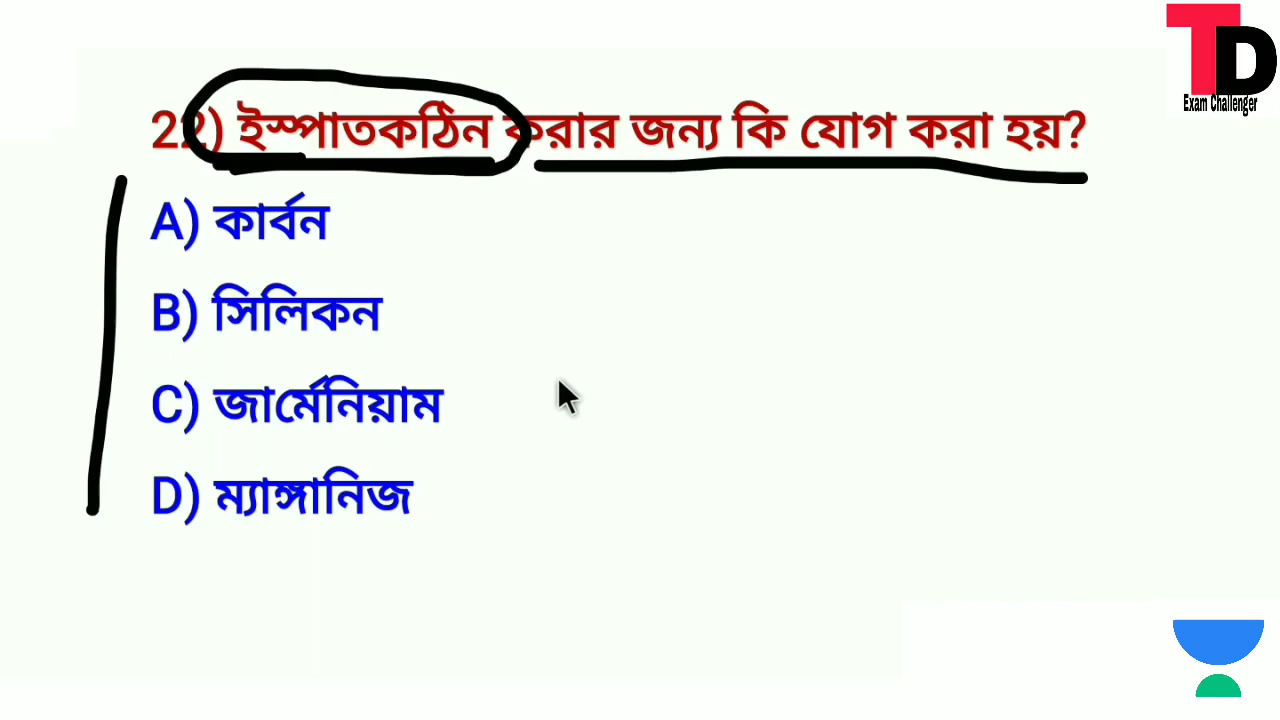 TD
Exam Challenger
22) ইস্পাতকঠিন করার জন্য কি যোগ করা হয়?
A) কার্বন
B) সিলিকন
C) জার্মেনিয়াম
D) ম্যাঙ্গানিজ